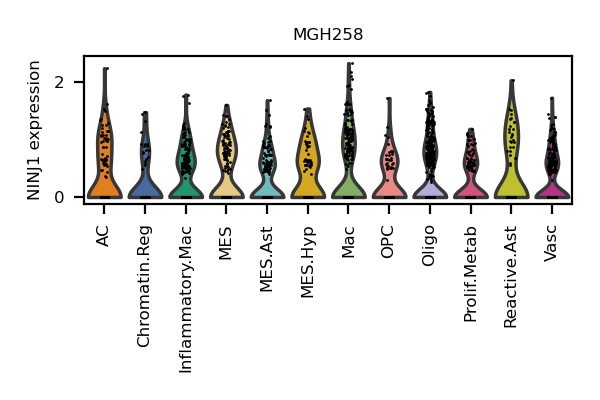 MGH258
NINJ1 expression
2
0
AC
Chromatin.Reg
Inflammatory.Mac
MES
MES.Ast
MES.Hyp
Mac
OPC
Oligo
Prolif.Metab
Reactive.Ast
Vasc